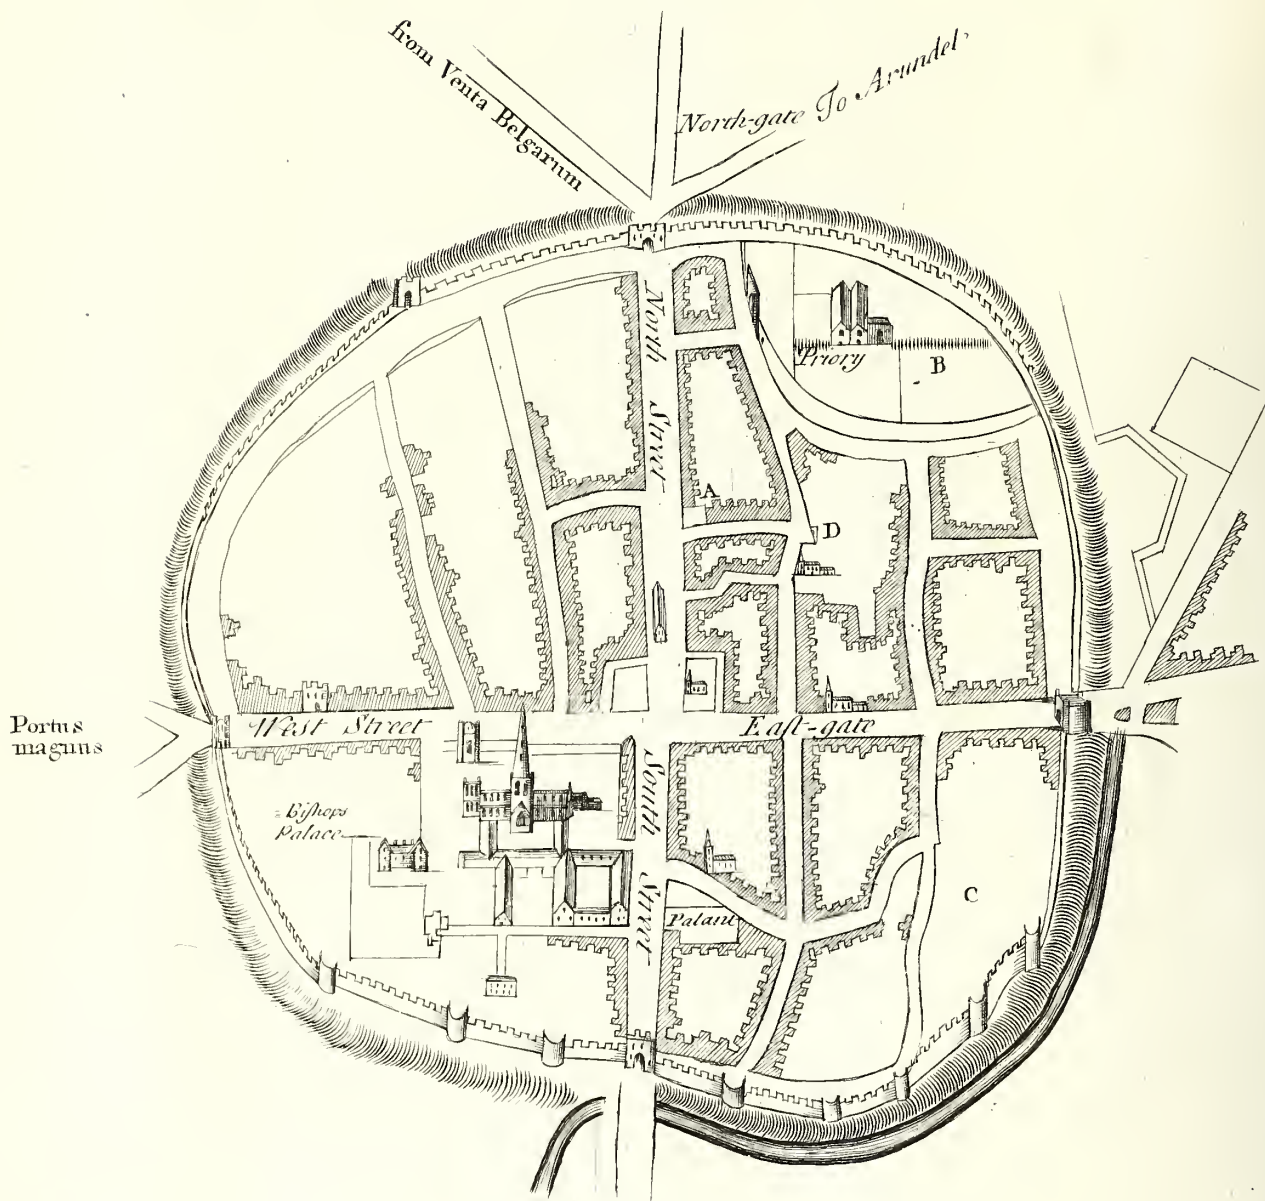 from Venta Belgarum
North-gate To Arundel
North Street
Priory
B
A
D
West Street
East-gate
Portus
magnus
South Street
Bishops
Palace
C
Palant